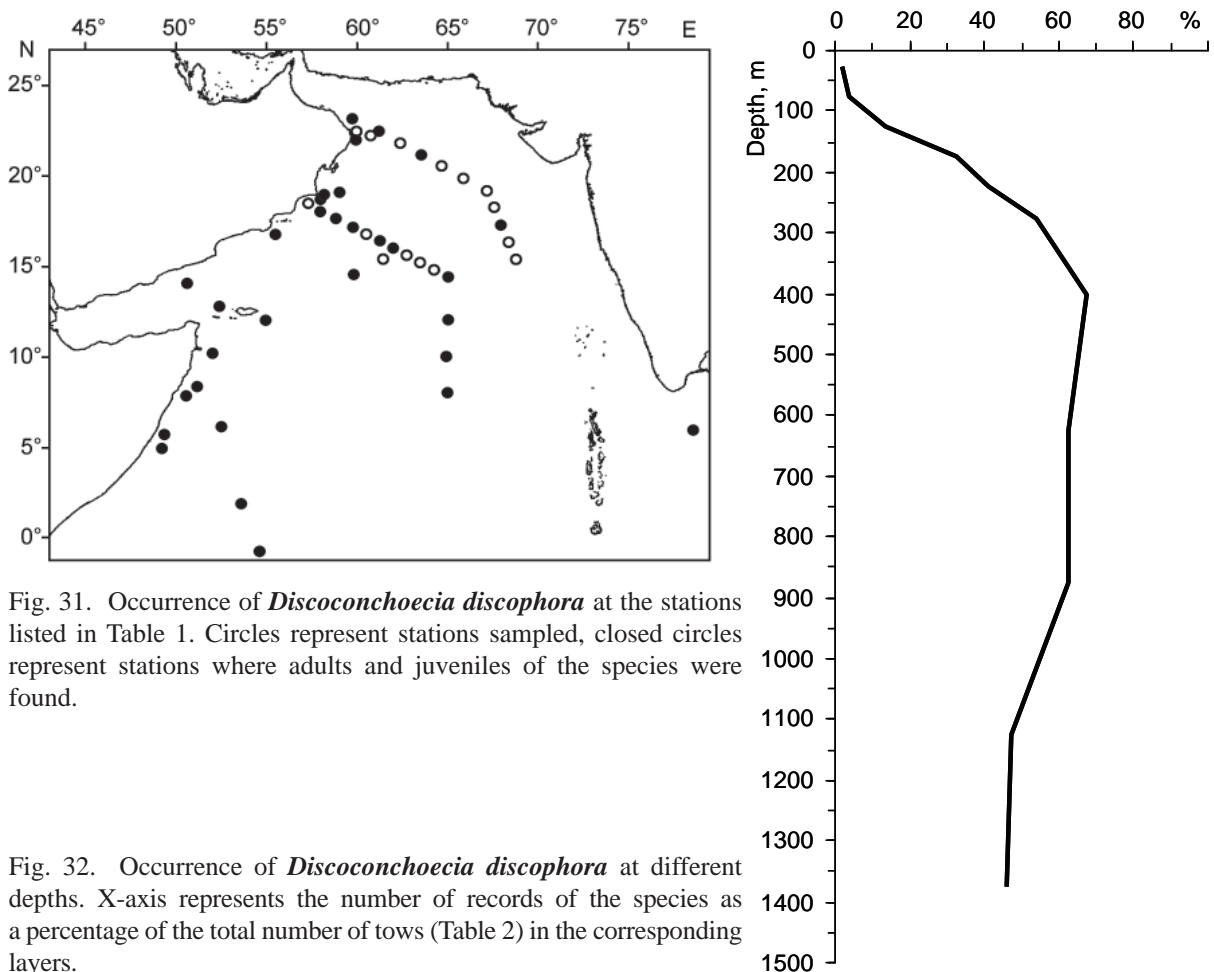 45° 50° 55° 60° 65° 70° 75° E
N
25°
20°
15°
10°
5°
0°
Fig. 31. Occurrence of Discoconchoecia discophora at the stations
listed in Table 1. Circles represent stations sampled, closed circles
represent stations where adults and juveniles of the species were
found.
Fig. 32. Occurrence of Discoconchoecia discophora at different
depths. X-axis represents the number of records of the species as
a percentage of the total number of tows (Table 2) in the corresponding
layers.
0 20 40 60 80 %
Depth, m
0
100
200
300
400
500
600
700
800
900
1000
1100
1200
1300
1400
1500